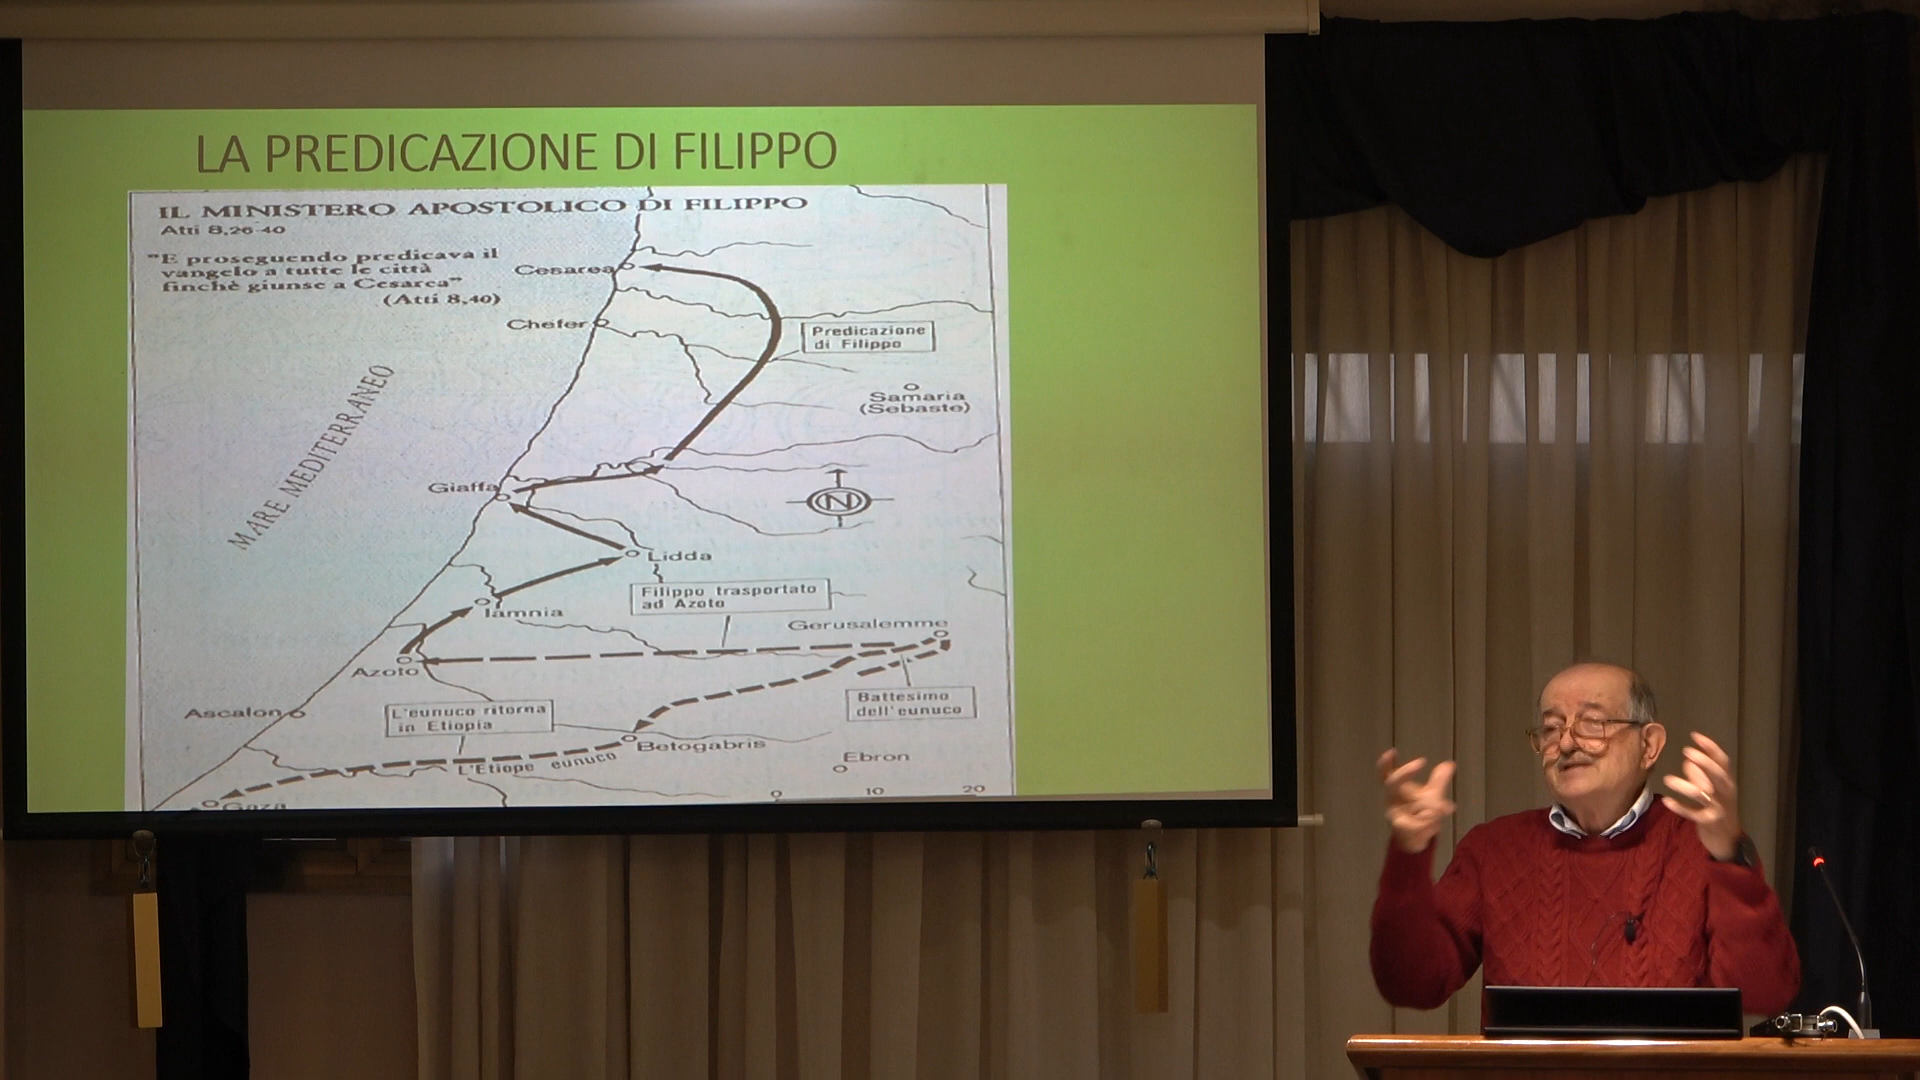 LA PREDICAZIONE DI FILIPPO
IL MINISTERO APOSTOLICO DI FILIPPO
Atti 8,26-40
"E proseguendo predicava il
vangelo a tutte le città
finchè giunse a Cesarea"
(Atti 8,40)
Cesarea
Chefer
Predicazione
di Filippo
MARE MEDITERRANEO
Samaria
(Sebaste)
Giaffa
N
Lidda
Filippo trasportato
ad Azoto
Iamnia
Gerusalemme
Azoto
Battesimo
dell'eunuco
Ascalon
L'eunuco ritorna
in Etiopia
Betogabris
Ebron
L'Etiope eunuco
Gaza
0 10 20